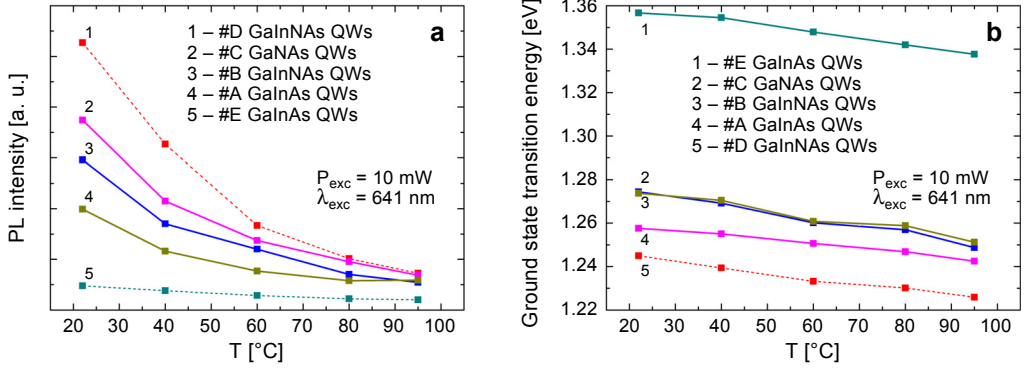 a
1 – #D GaInNAs QWs
2 – #C GaNAs QWs
3 – #B GaInNAs QWs
4 – #A GaInAs QWs
5 – #E GaInAs QWs
P_exc = 10 mW
λ_exc = 641 nm
1
2
3
4
5
PL intensity [a. u.]
20 30 40 50 60 70 80 90 100
T [°C]
b
1.36
1.34
1.32
1.30
1.28
1.26
1.24
1.22
Ground state transition energy [eV]
1
1 – #E GaInAs QWs
2 – #C GaNAs QWs
3 – #B GaInNAs QWs
4 – #A GaInAs QWs
5 – #D GaInNAs QWs
P_exc = 10 mW
λ_exc = 641 nm
2
3
4
5
20 30 40 50 60 70 80 90 100
T [°C]